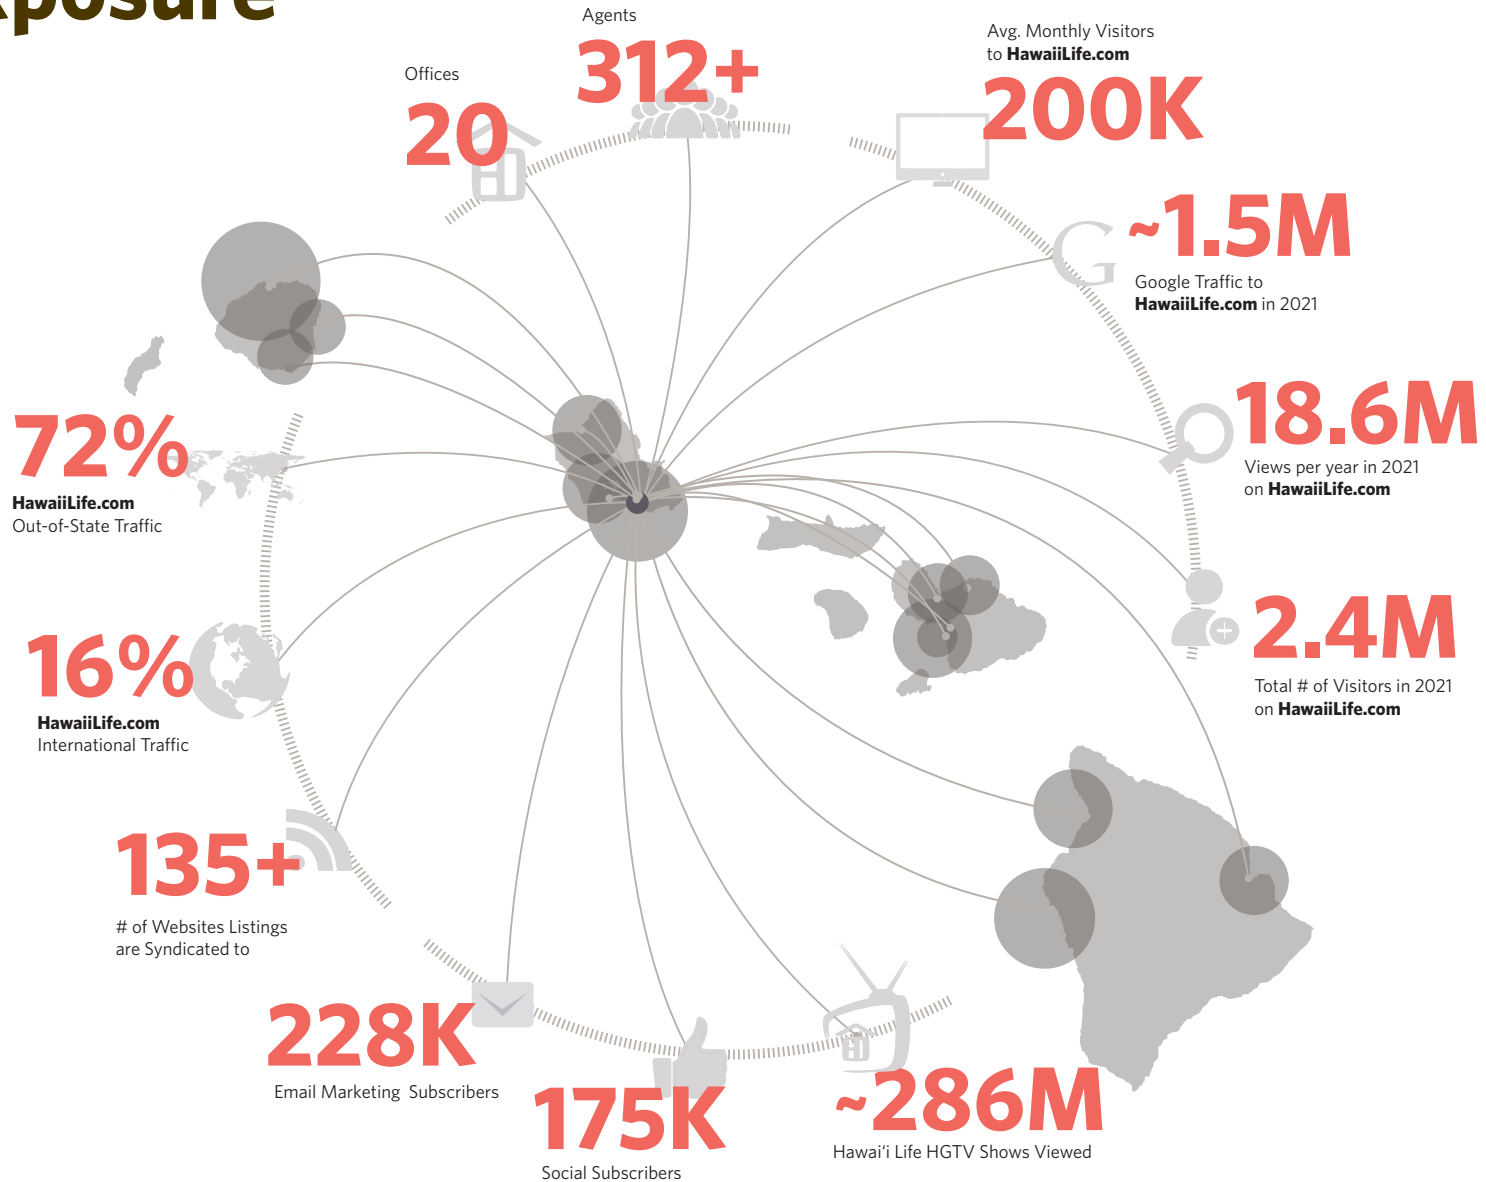 xposure
Agents
312+
Offices
20
Avg. Monthly Visitors
to HawaiiLife.com
200K
~1.5M
Google Traffic to
HawaiiLife.com in 2021
G
18.6M
Views per year in 2021
on HawaiiLife.com
2.4M
Total # of Visitors in 2021
on HawaiiLife.com
72%
HawaiiLife.com
Out-of-State Traffic
16%
HawaiiLife.com
International Traffic
135+
# of Websites Listings
are Syndicated to
228K
Email Marketing Subscribers
175K
Social Subscribers
~286M
Hawai‘i Life HGTV Shows Viewed